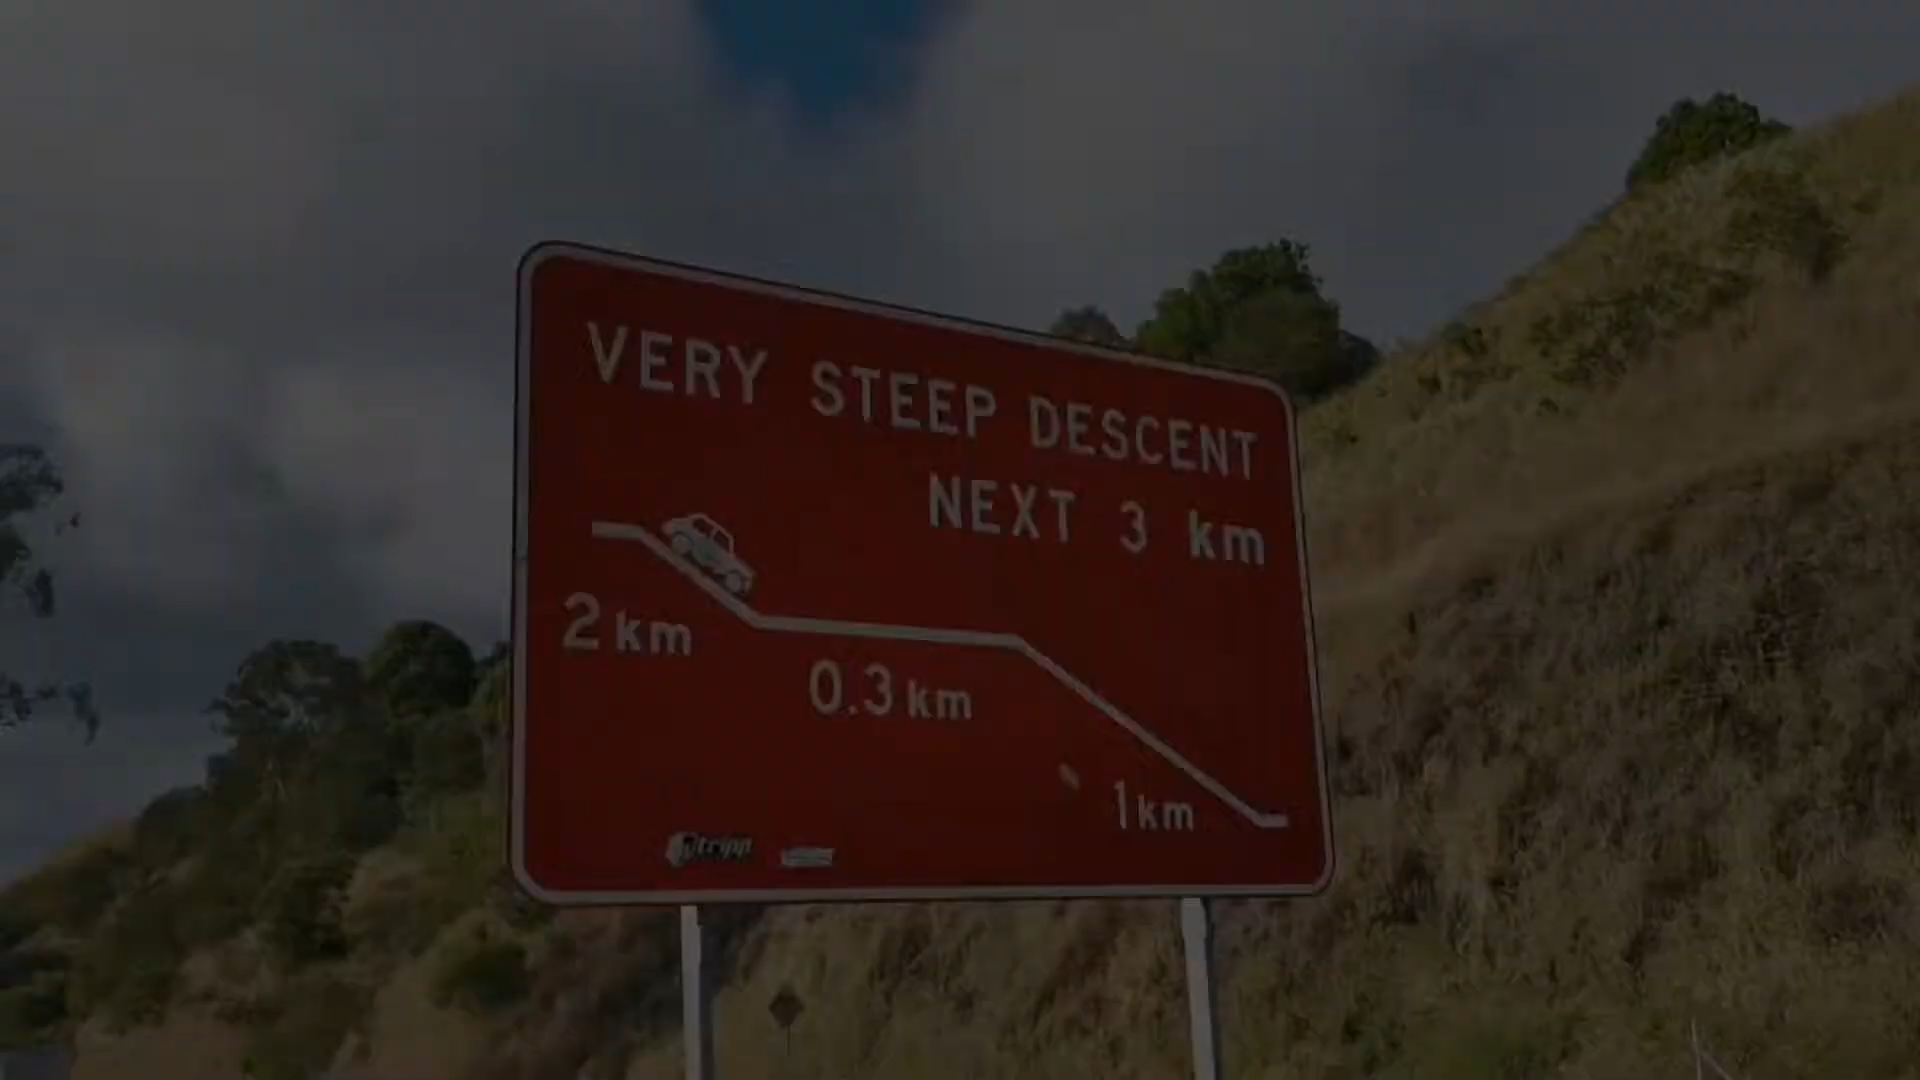 VERY STEEP DESCENT
NEXT 3 km
2 km
0.3 km
1 km